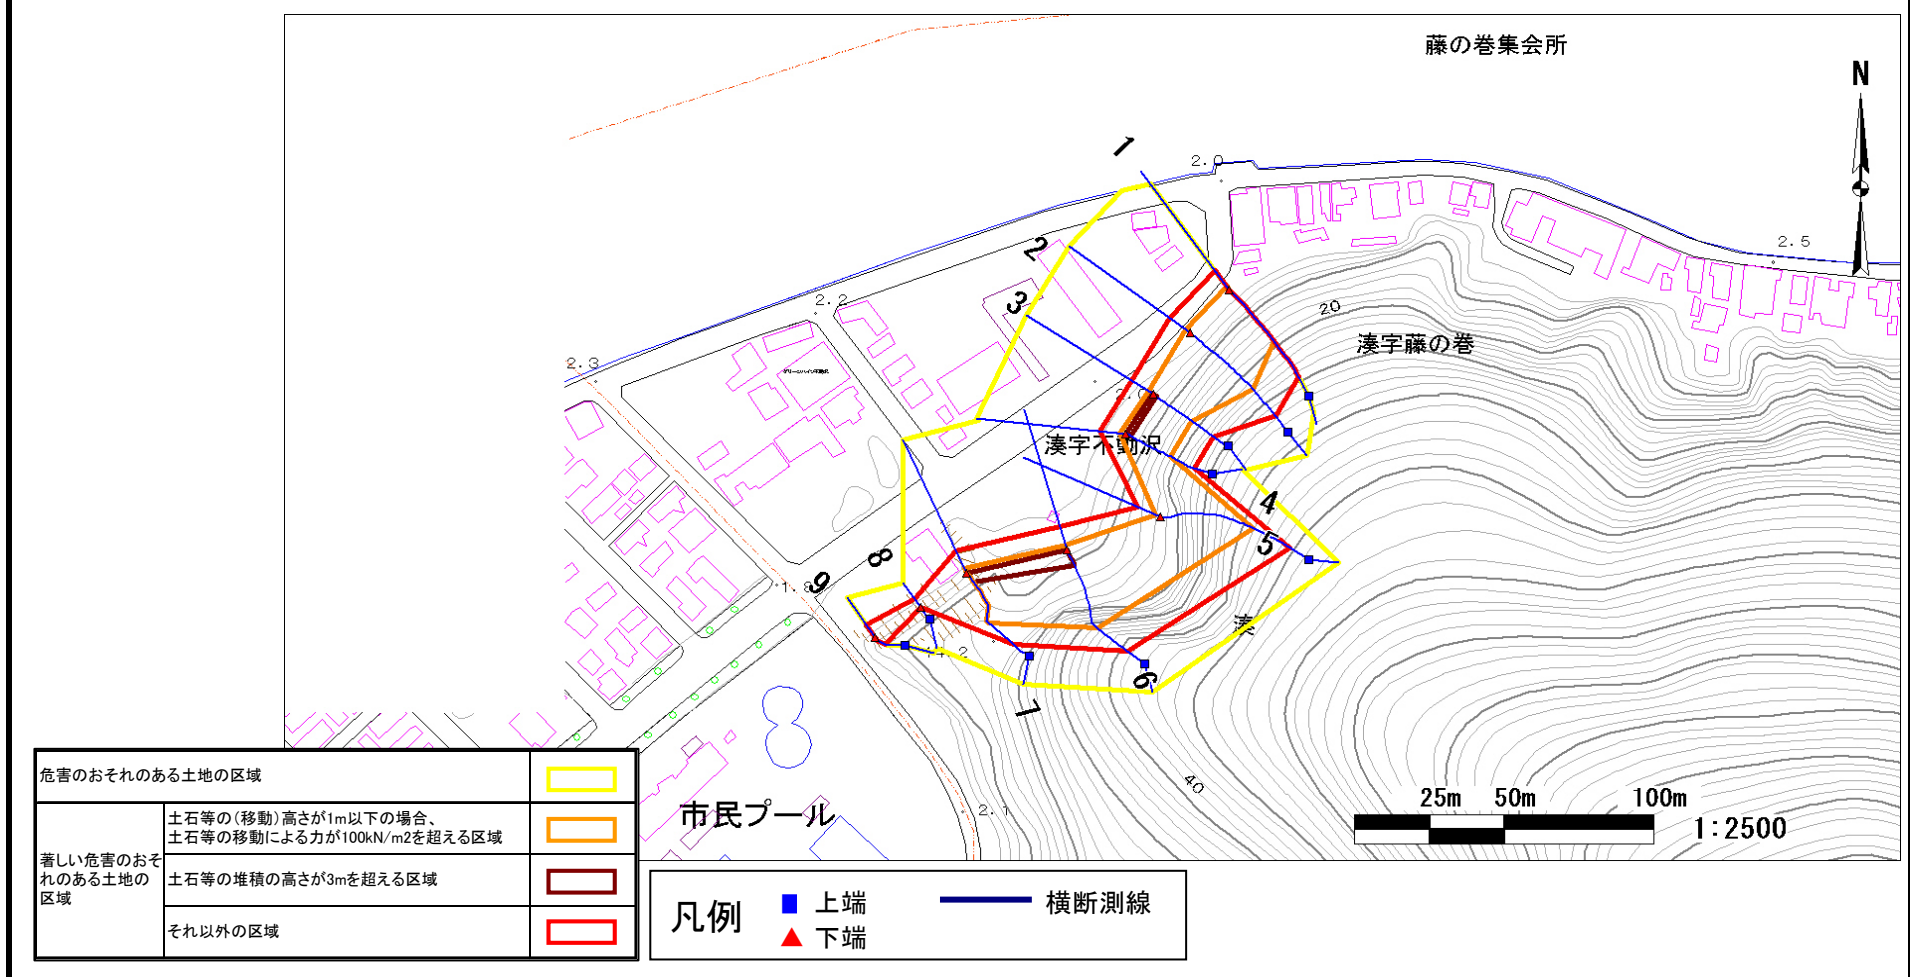 藤の巻集会所
N
1
2.0
2
2.5
3
2.2
20
湊字藤の巻
2.3
2.0
湊字不動沢
4
5
8
9
1.8
湊
6
7
40
25m 50m 100m
1:2500
2.1
市民プール
危害のおそれのある土地の区域
著しい危害のおそ
れのある土地の
区域
土石等の(移動)高さが1m以下の場合、
土石等の移動による力が100kN/m2を超える区域
土石等の堆積の高さが3mを超える区域
それ以外の区域
凡例
上端
下端
横断測線